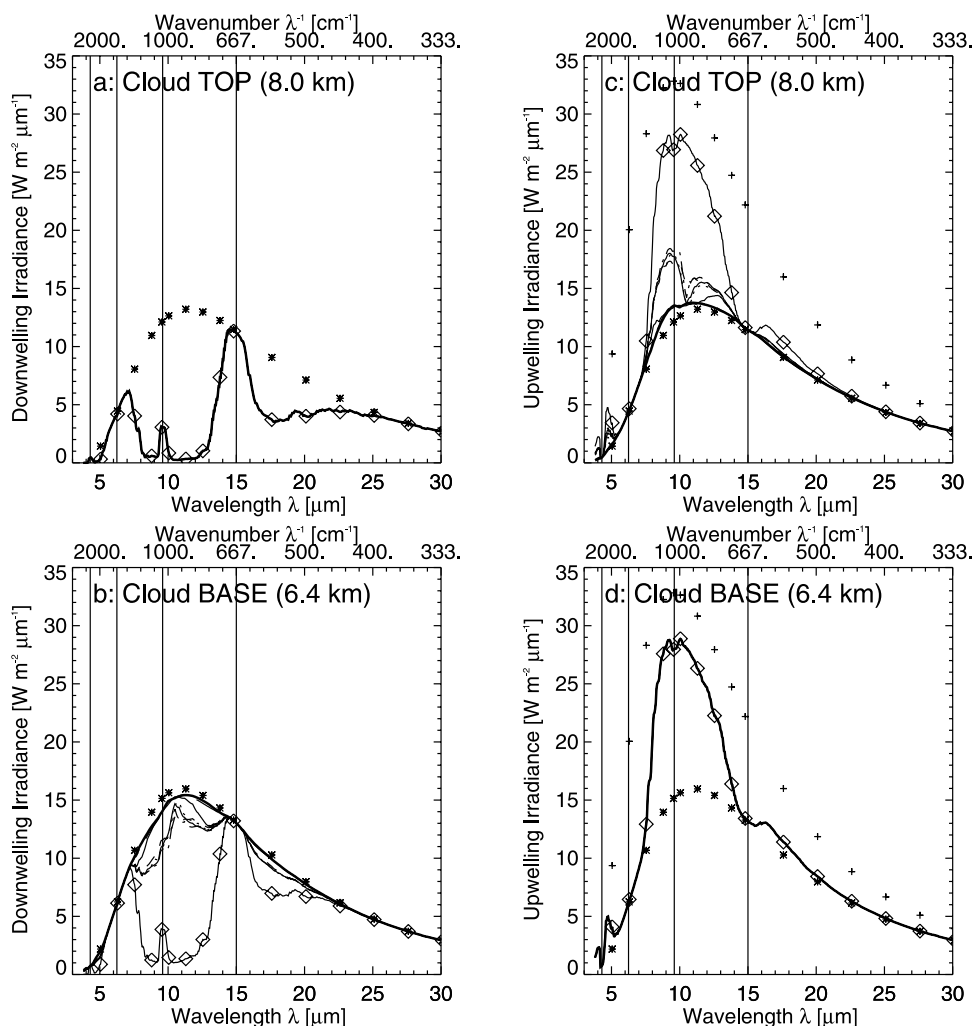 Wavenumber λ⁻¹ [cm⁻¹]
2000. 1000. 667. 500. 400. 333.
a: Cloud TOP (8.0 km)
Downwelling Irradiance [W m⁻² μm⁻¹]
35
30
25
20
15
10
5
0
5 10 15 20 25 30
Wavelength λ [μm]
Wavenumber λ⁻¹ [cm⁻¹]
2000. 1000. 667. 500. 400. 333.
c: Cloud TOP (8.0 km)
Upwelling Irradiance [W m⁻² μm⁻¹]
35
30
25
20
15
10
5
0
5 10 15 20 25 30
Wavelength λ [μm]
Wavenumber λ⁻¹ [cm⁻¹]
2000. 1000. 667. 500. 400. 333.
b: Cloud BASE (6.4 km)
Downwelling Irradiance [W m⁻² μm⁻¹]
35
30
25
20
15
10
5
0
5 10 15 20 25 30
Wavelength λ [μm]
Wavenumber λ⁻¹ [cm⁻¹]
2000. 1000. 667. 500. 400. 333.
d: Cloud BASE (6.4 km)
Upwelling Irradiance [W m⁻² μm⁻¹]
35
30
25
20
15
10
5
0
5 10 15 20 25 30
Wavelength λ [μm]